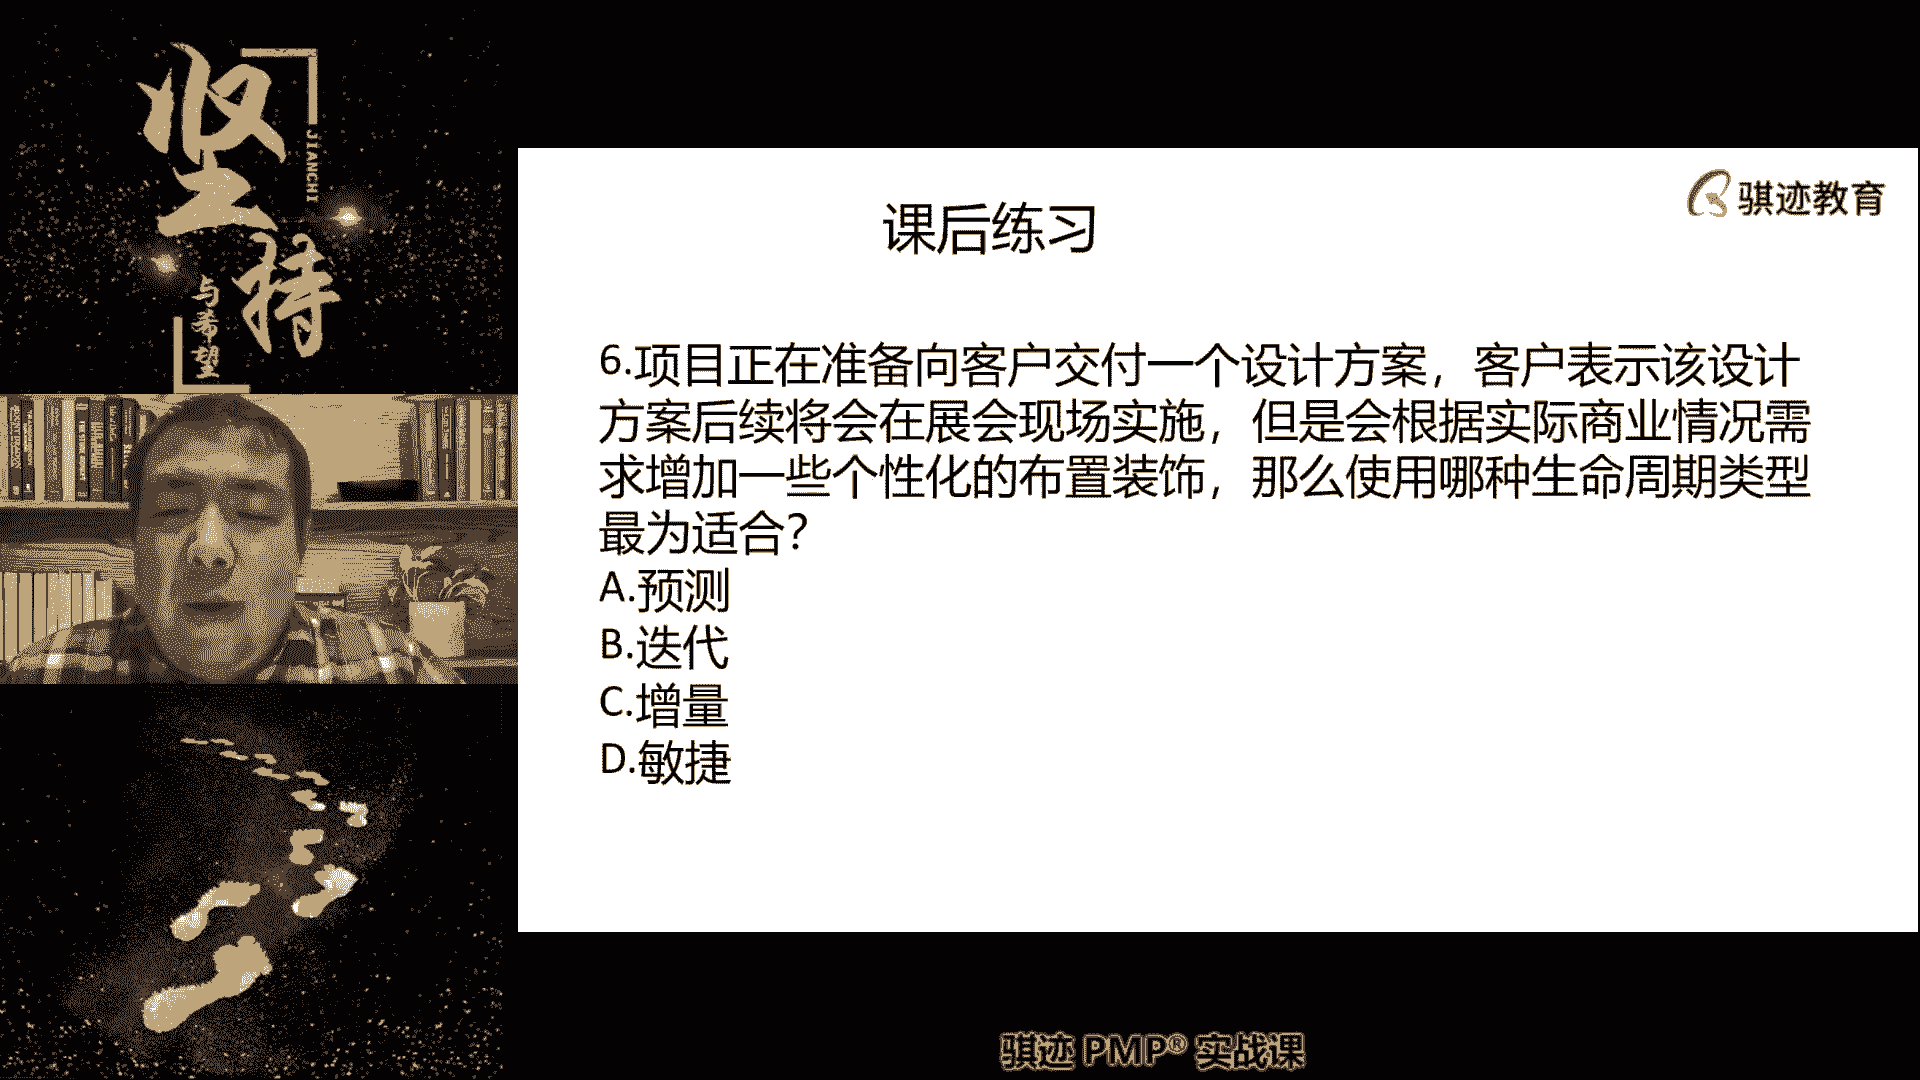 坚持
JIANCHI
与希望
骐迹教育
课后练习
6.项目正在准备向客户交付一个设计方案，客户表示该设计
方案后续将会在展会现场实施，但是会根据实际商业情况需
求增加一些个性化的布置装饰，那么使用哪种生命周期类型
最为适合？
A.预测
B.迭代
C.增量
D.敏捷
骐迹 PMP® 实战课